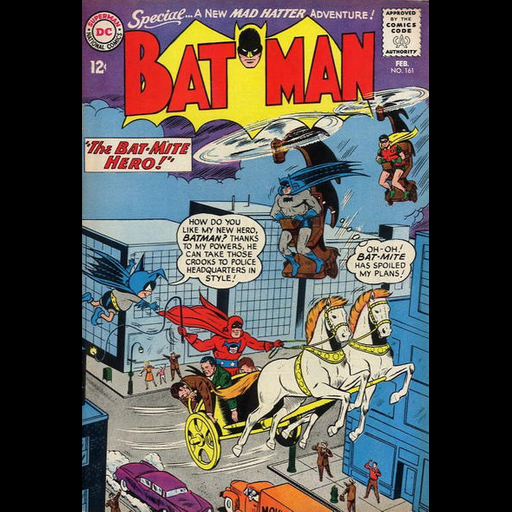 SUPERMAN
DC
NATIONAL COMICS
Special... A NEW MAD HATTER ADVENTURE!
APPROVED
BY THE
COMICS
CODE
CA
AUTHORITY
12¢
BATMAN
FEB.
NO. 161
"THE BAT-MITE
HERO!"
HOW DO YOU
LIKE MY NEW HERO,
BATMAN? THANKS
TO MY POWERS, HE
CAN TAKE THOSE
CROOKS TO POLICE
HEADQUARTERS IN
STYLE!
OH-OH!
BAT-MITE
HAS SPOILED
MY PLANS!